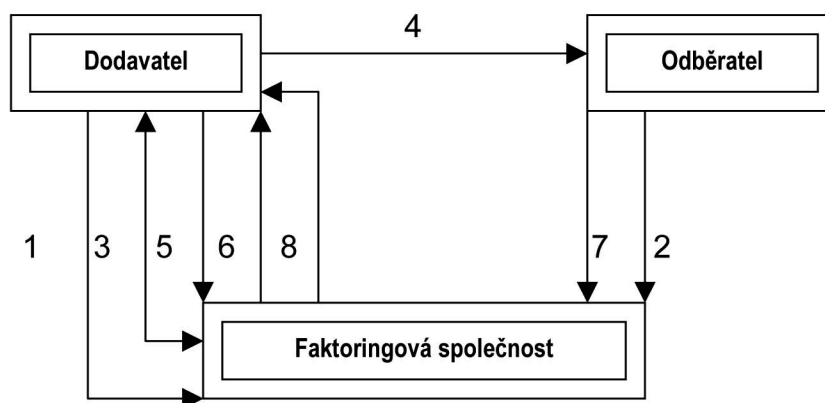 4
Dodavatel
Odběratel
1 3 5 6 8 7 2
Faktoringová společnost